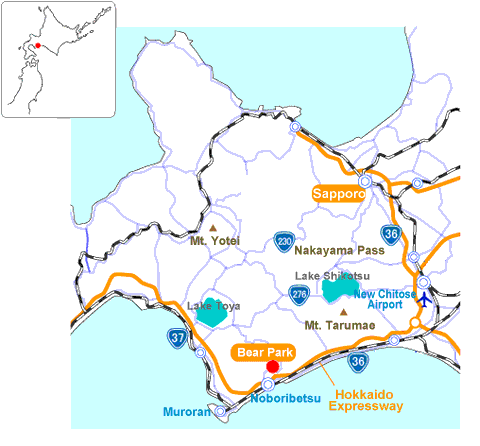 Sapporo
36
Mt. Yotei
230
Nakayama Pass
Lake Shikotsu
276
New Chitose
Airport
Lake Toya
Mt. Tarumae
37
Bear Park
36
Noboribetsu
Hokkaido
Expressway
Muroran